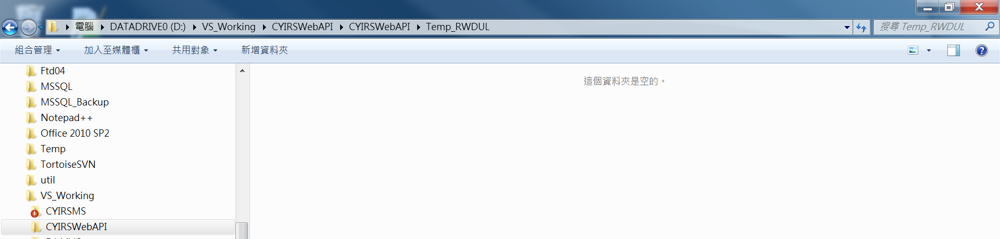 電腦 DATADRIVE0 (D:) VS_Working CYIRSWebAPI CYIRSWebAPI Temp_RWDUL 搜尋 Temp_RWDUL
組合管理 加入至媒體櫃 共用對象 新增資料夾
Ftd04
MSSQL
MSSQL_Backup
Notepad++
Office 2010 SP2
Temp
TortoiseSVN
util
VS_Working
CYIRSMS
CYIRSWebAPI
這個資料夾是空的。